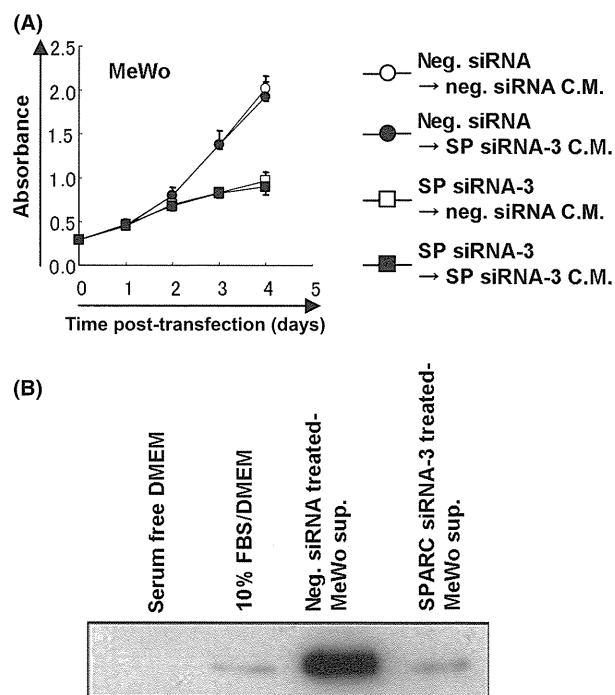 (A)
2.5
2.0
1.5
1.0
0.5
0.0
Absorbance
MeWo
0 1 2 3 4 5
Time post-transfection (days)
Neg. siRNA
→ neg. siRNA C.M.
Neg. siRNA
→ SP siRNA-3 C.M.
SP siRNA-3
→ neg. siRNA C.M.
SP siRNA-3
→ SP siRNA-3 C.M.
(B)
Serum free DMEM
10% FBS/DMEM
Neg. siRNA treated-
MeWo sup.
SPARC siRNA-3 treated-
MeWo sup.